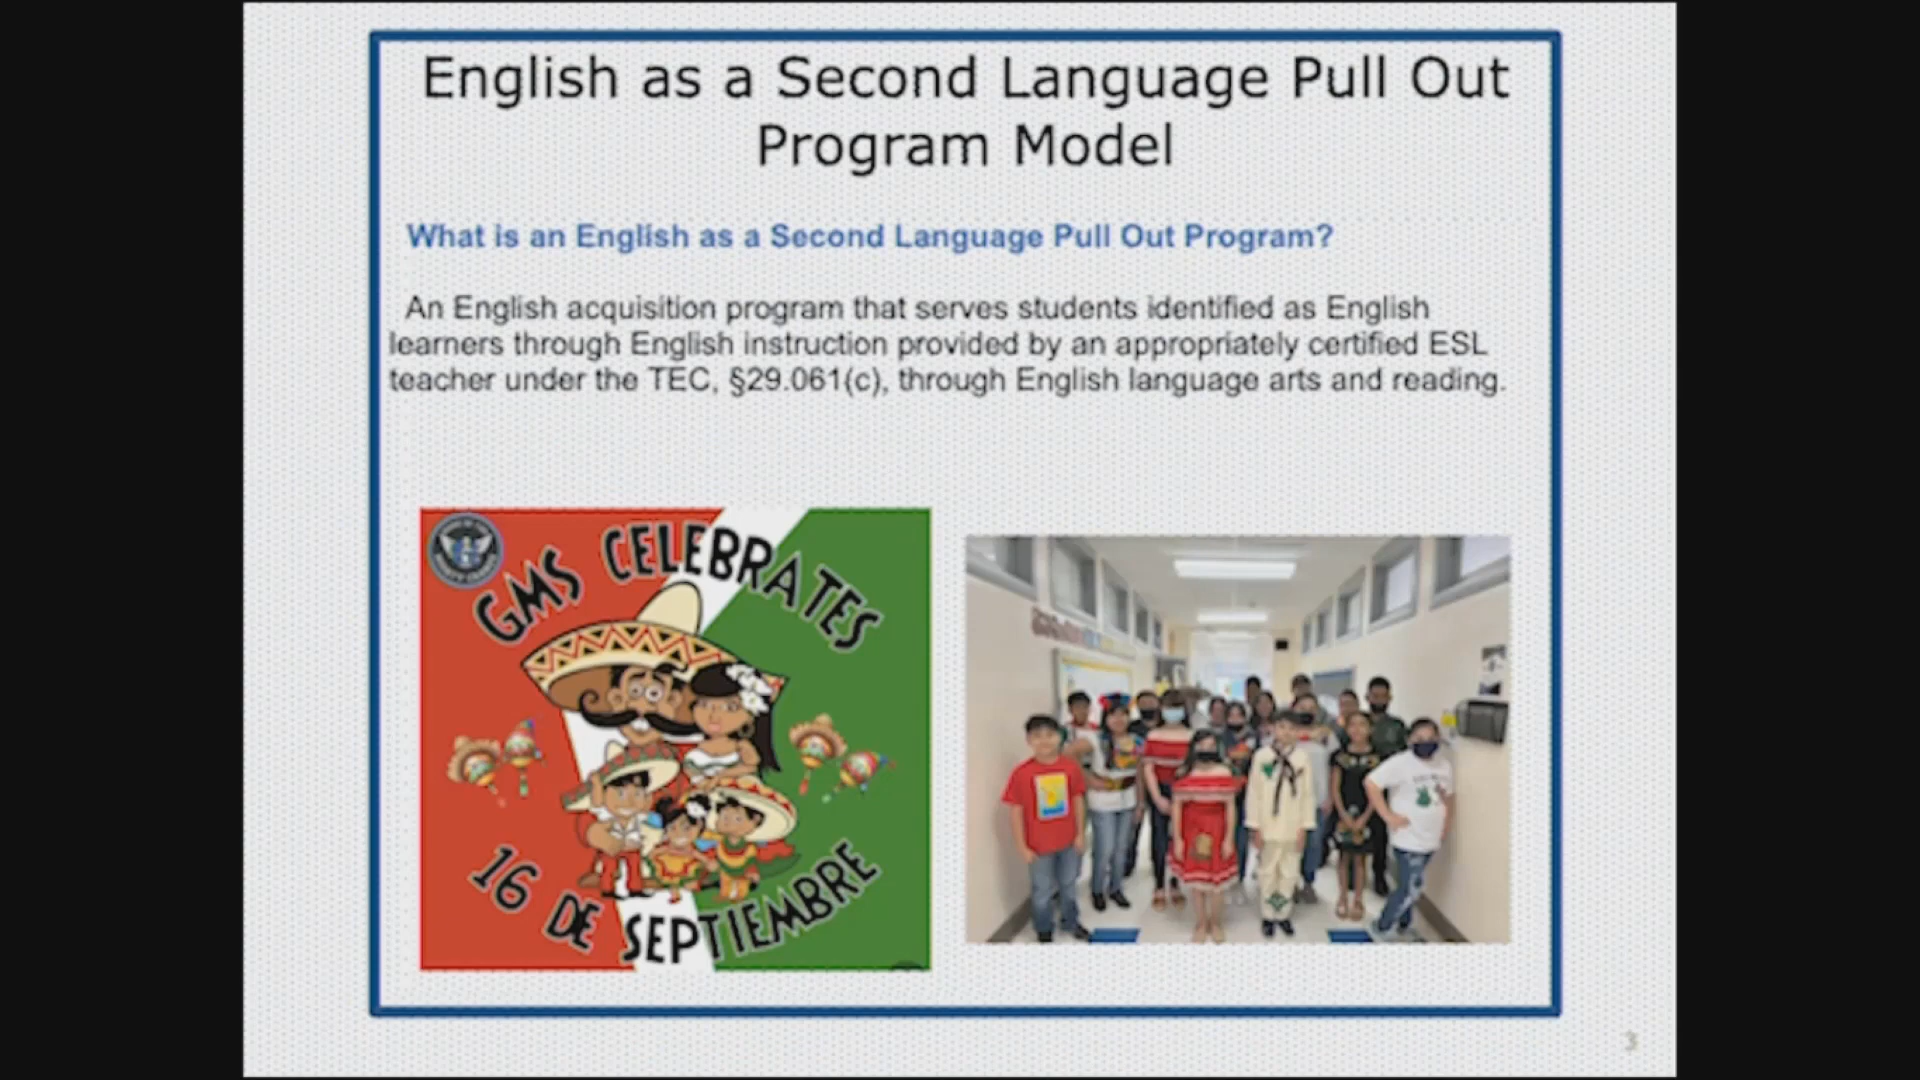 English as a Second Language Pull Out
Program Model
What is an English as a Second Language Pull Out Program?
An English acquisition program that serves students identified as English
learners through English instruction provided by an appropriately certified ESL
teacher under the TEC, §29.061(c), through English language arts and reading.
GMS CELEBRATES
16 DE SEPTIEMBRE
3